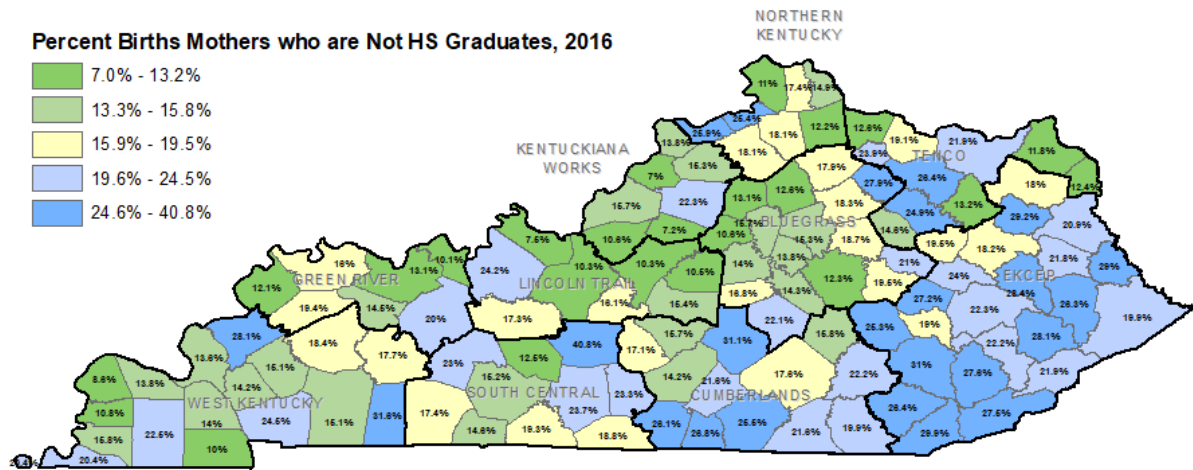 NORTHERN
KENTUCKY
Percent Births Mothers who are Not HS Graduates, 2016
7.0% - 13.2%
13.3% - 15.8%
15.9% - 19.5%
19.6% - 24.5%
24.6% - 40.8%
11% 17.4% 14.9%
25.9% 25.4% 18.1% 12.2% 12.6% 19.1% 21.9% 11.8%
KENTUCKIANA
WORKS
13.8% 15.3% 18.1% 17.9% 23.9% TENCO
7% 27.9% 26.4% 18% 12.4%
15.7% 22.3% 13.1% 12.6% 18.3% 24.9% 13.2% 29.2% 20.9%
BLUEGRASS
7.5% 10.6% 7.2% 10.6% 15.3% 18.7% 14.6% 19.5% 18.2% 21.8% 29%
24.2% 10.3% 10.3% 10.5% 14% 13.8% 12.3% 21% 24% EKCEP
16% 13.1% 10.1%
GREEN RIVER
LINCOLN TRAIL
12.1% 19.4% 14.5% 20% 17.3% 16.1% 15.4% 16.8% 14.3% 19.5% 27.2% 22.3% 26.3% 19.9%
28.1% 18.4% 17.7% 23% 12.5% 40.8% 17.1% 15.7% 31.1% 22.1% 15.8% 25.3% 19% 22.2% 28.1%
13.6% 15.1% 31% 27.6% 21.9%
8.6% 13.8% 14.2% 15.2% 23.3% 14.2% 21.6% 17.6% 22.2%
WEST KENTUCKY
SOUTH CENTRAL
CUMBERLANDS
10.8% 22.5% 14% 24.5% 15.1% 31.6% 17.4% 14.6% 19.3% 23.7% 18.8% 26.1% 26.8% 25.5% 21.6% 19.9% 26.4% 27.5%
15.8% 10% 29.9%
20.4%